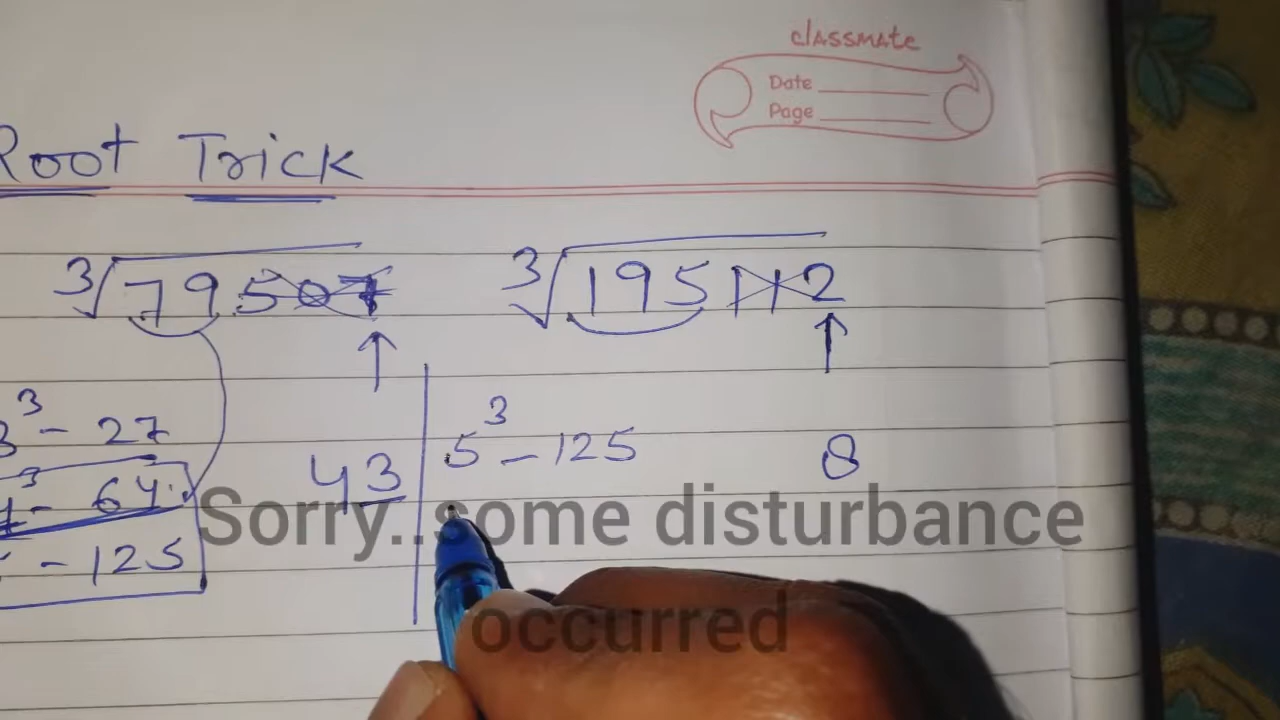 classmate
Date
Page
Root Trick
3√79507
3√195112
3³ - 27
4³ - 64
- 125
43
5³ - 125
8
Sorry..some disturbance
occurred